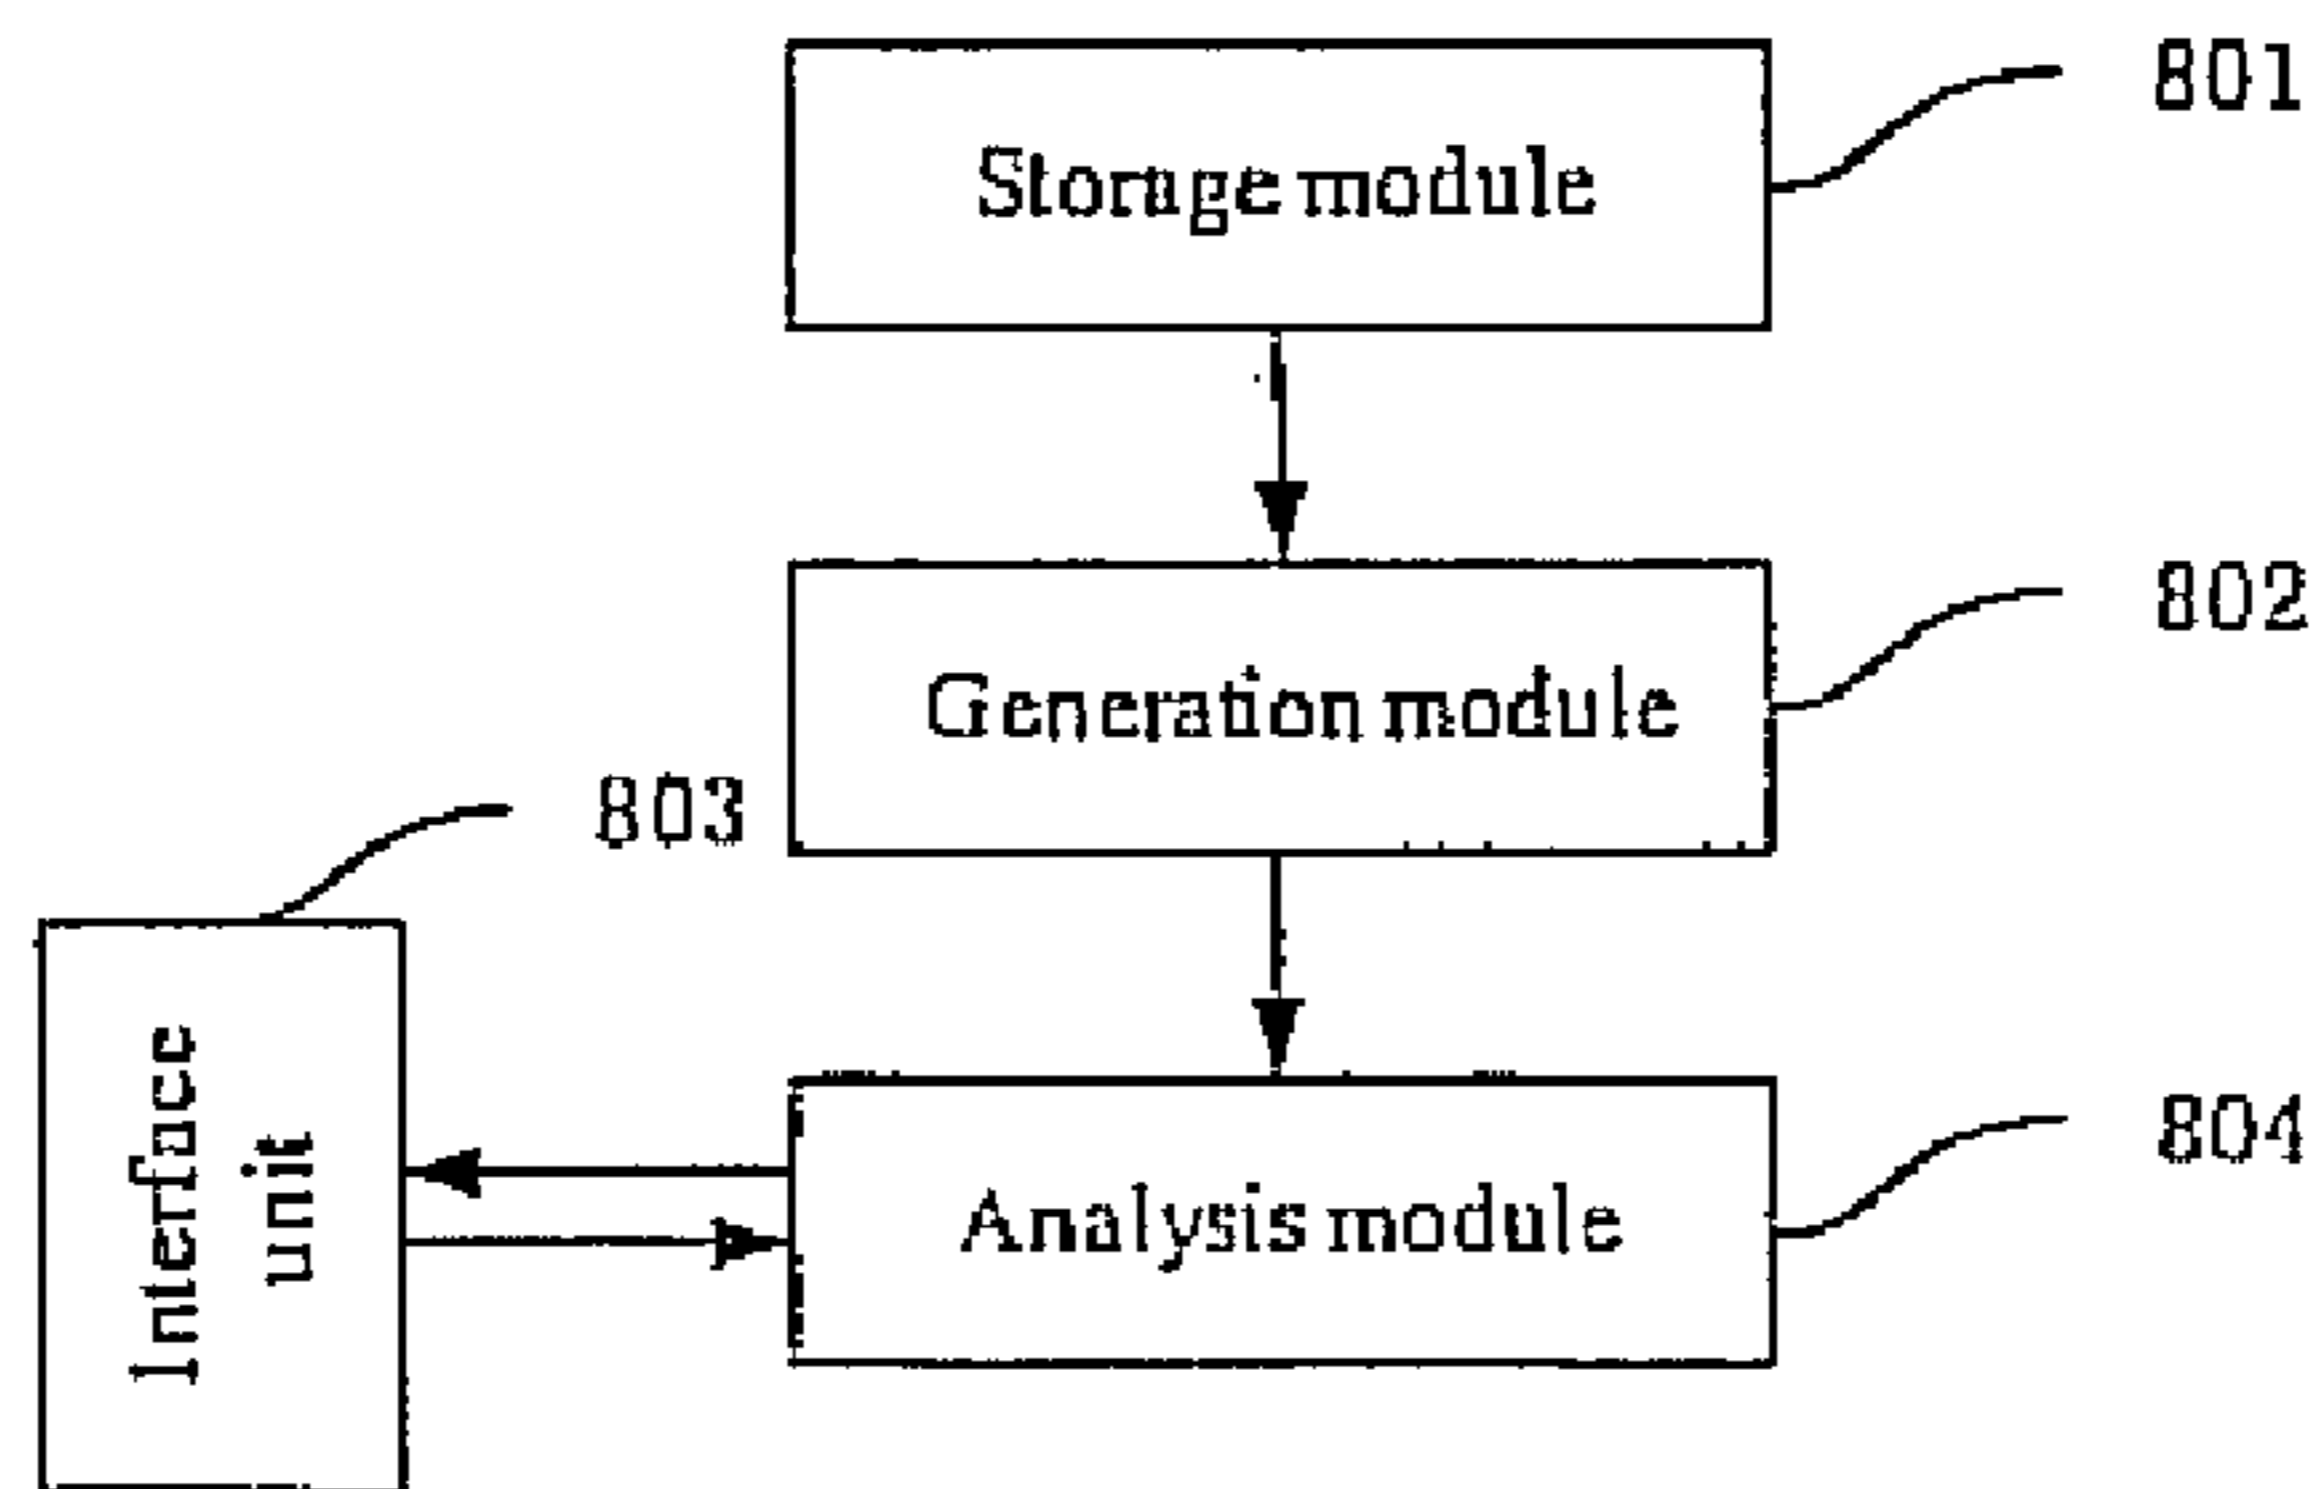 Storage module
801
Generation module
802
803
Interface
unit
Analysis module
804